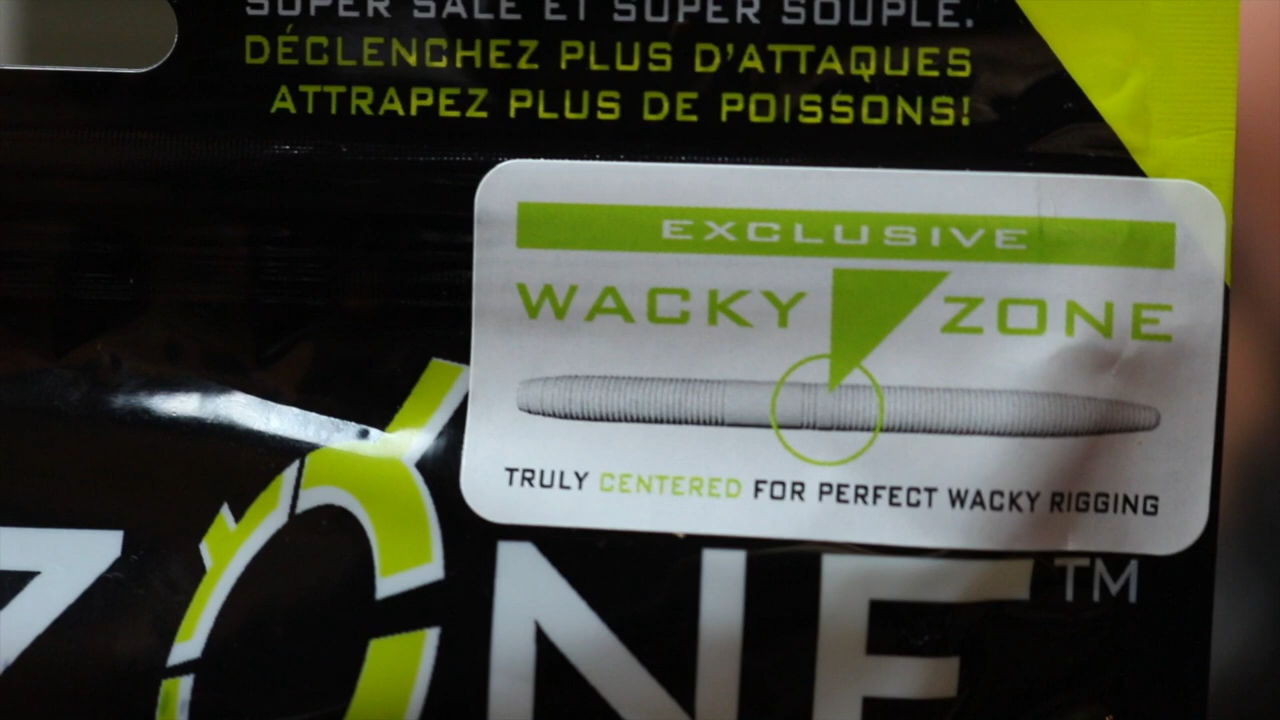 SUPER SALÉ ET SUPER SOUPLE.
DÉCLENCHEZ PLUS D'ATTAQUES
ATTRAPEZ PLUS DE POISSONS!
EXCLUSIVE
WACKY ZONE
TRULY CENTERED FOR PERFECT WACKY RIGGING
ZONE™